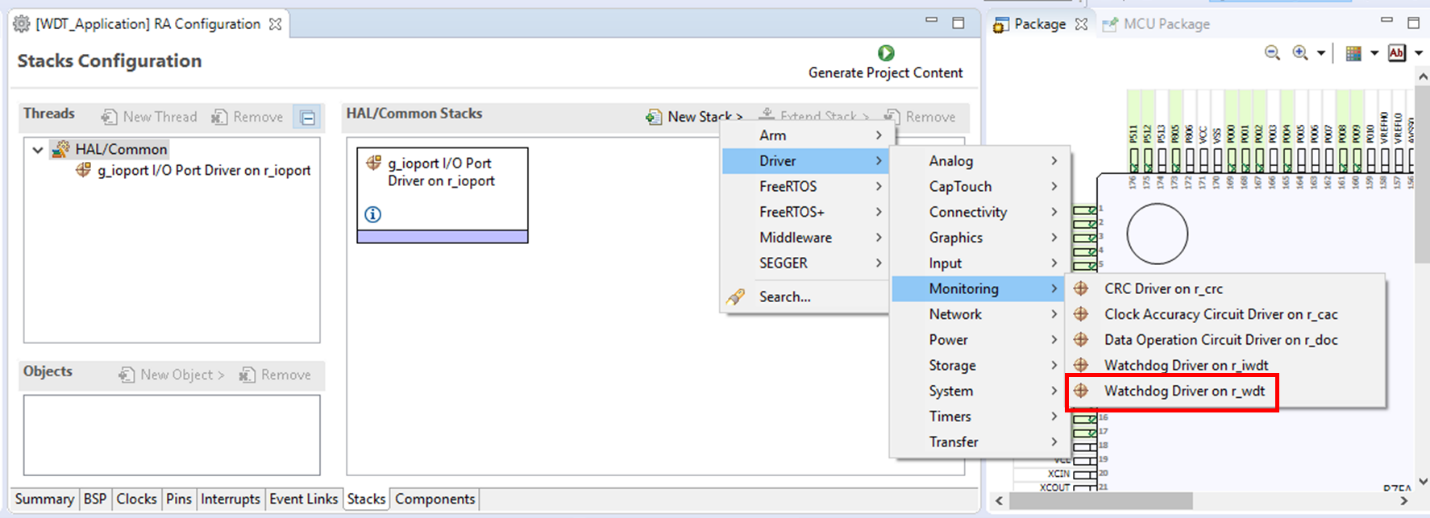 [WDT_Application] RA Configuration
Package
MCU Package
Stacks Configuration
Generate Project Content
Threads
New Thread
Remove
HAL/Common Stacks
New Stack >
Extend Stack >
Remove
HAL/Common
g_ioport I/O Port Driver on r_ioport
g_ioport I/O Port
Driver on r_ioport
Arm
Driver
FreeRTOS
FreeRTOS+
Middleware
SEGGER
Search...
Analog
CapTouch
Connectivity
Graphics
Input
Monitoring
Network
Power
Storage
System
Timers
Transfer
CRC Driver on r_crc
Clock Accuracy Circuit Driver on r_cac
Data Operation Circuit Driver on r_doc
Watchdog Driver on r_iwdt
Watchdog Driver on r_wdt
Objects
New Object >
Remove
Summary
BSP
Clocks
Pins
Interrupts
Event Links
Stacks
Components
Ab
P511
P512
P513
P805
P806
VCC
VSS
P000
P001
P002
P003
P004
P005
P006
P007
P008
P009
P010
VREFH0
VREFL0
176
175
174
173
172
171
170
169
168
167
166
165
164
163
162
161
160
159
158
157
156
1
2
3
4
5
16
17
18
19
XCIN
20
XCOUT
21